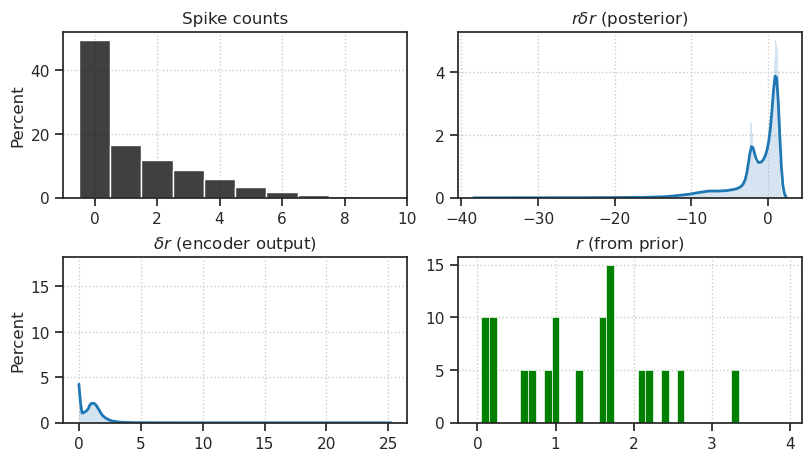 Spike counts
Percent
40
20
0
0 2 4 6 8 10
rδr (posterior)
4
2
0
−40 −30 −20 −10 0
δr (encoder output)
Percent
15
10
5
0
0 5 10 15 20 25
r (from prior)
15
10
5
0
0 1 2 3 4